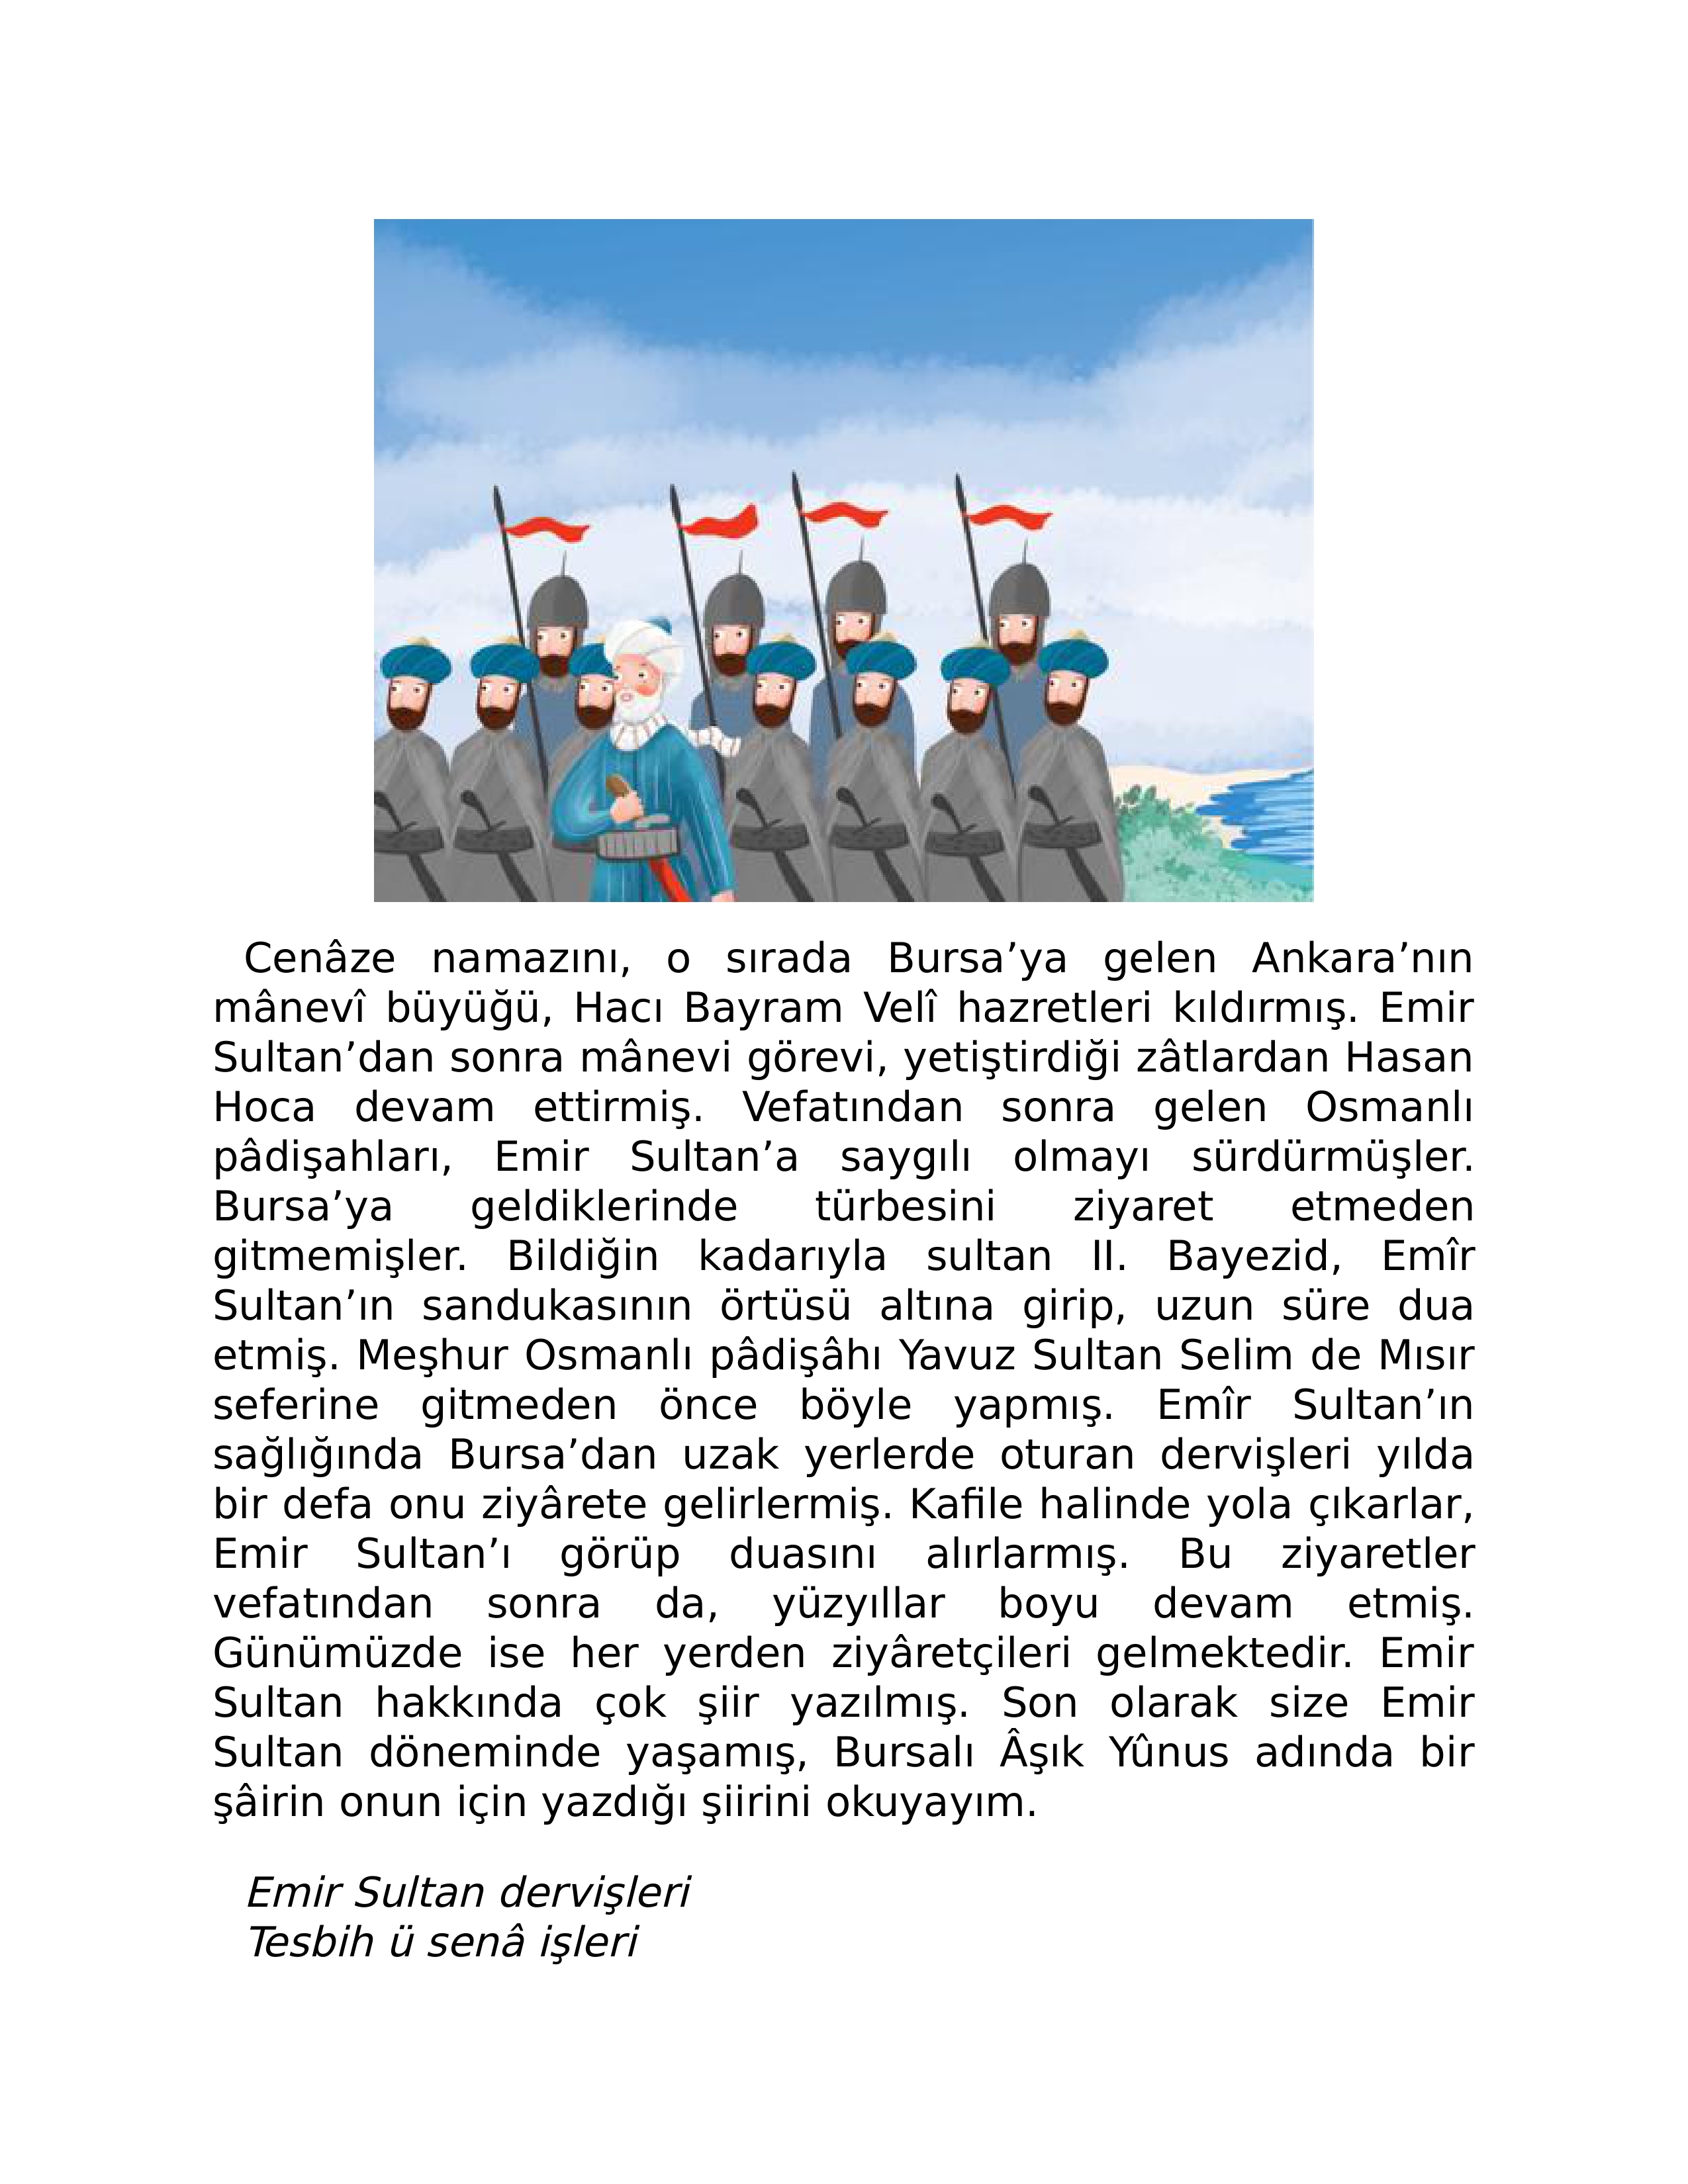 Cenâze namazını, o sırada Bursa’ya gelen Ankara’nın
mânevî büyüğü, Hacı Bayram Velî hazretleri kıldırmış. Emir
Sultan’dan sonra mânevi görevi, yetiştirdiği zâtlardan Hasan
Hoca devam ettirmiş. Vefatından sonra gelen Osmanlı
pâdişahları, Emir Sultan’a saygılı olmayı sürdürmüşler.
Bursa’ya geldiklerinde türbesini ziyaret etmeden
gitmemişler. Bildiğin kadarıyla sultan II. Bayezid, Emîr
Sultan’ın sandukasının örtüsü altına girip, uzun süre dua
etmiş. Meşhur Osmanlı pâdişâhı Yavuz Sultan Selim de Mısır
seferine gitmeden önce böyle yapmış. Emîr Sultan’ın
sağlığında Bursa’dan uzak yerlerde oturan dervişleri yılda
bir defa onu ziyârete gelirlermiş. Kafile halinde yola çıkarlar,
Emir Sultan’ı görüp duasını alırlarmış. Bu ziyaretler
vefatından sonra da, yüzyıllar boyu devam etmiş.
Günümüzde ise her yerden ziyâretçileri gelmektedir. Emir
Sultan hakkında çok şiir yazılmış. Son olarak size Emir
Sultan döneminde yaşamış, Bursalı Âşık Yûnus adında bir
şâirin onun için yazdığı şiirini okuyayım.
Emir Sultan dervişleri
Tesbih ü senâ işleri